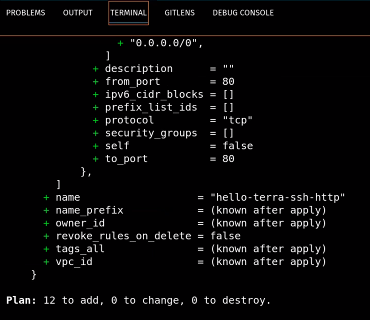 PROBLEMS OUTPUT TERMINAL GITLENS DEBUG CONSOLE
+ "0.0.0.0/0",
]
+ description = ""
+ from_port = 80
+ ipv6_cidr_blocks = []
+ prefix_list_ids = []
+ protocol = "tcp"
+ security_groups = []
+ self = false
+ to_port = 80
},
]
+ name = "hello-terra-ssh-http"
+ name_prefix = (known after apply)
+ owner_id = (known after apply)
+ revoke_rules_on_delete = false
+ tags_all = (known after apply)
+ vpc_id = (known after apply)
}
Plan: 12 to add, 0 to change, 0 to destroy.